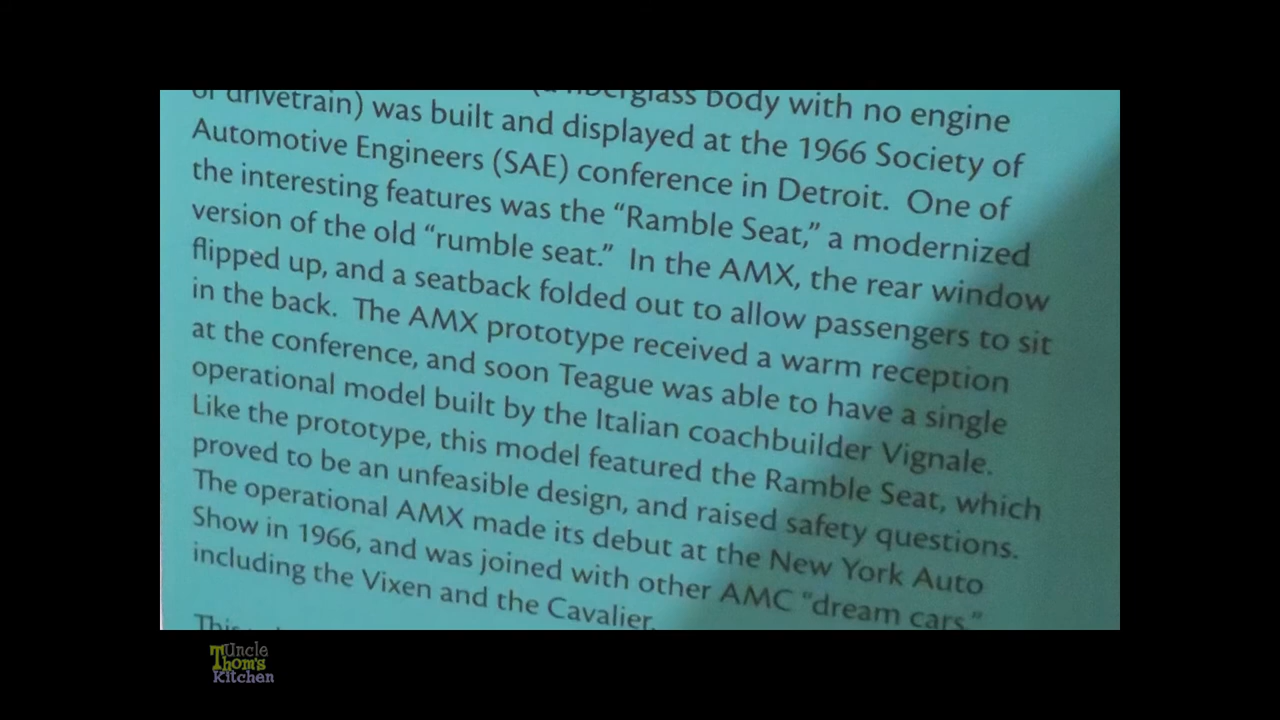 (a fiberglass body with no engine
or drivetrain) was built and displayed at the 1966 Society of
Automotive Engineers (SAE) conference in Detroit. One of
the interesting features was the “Ramble Seat,” a modernized
version of the old “rumble seat.” In the AMX, the rear window
flipped up, and a seatback folded out to allow passengers to sit
in the back. The AMX prototype received a warm reception
at the conference, and soon Teague was able to have a single
operational model built by the Italian coachbuilder Vignale.
Like the prototype, this model featured the Ramble Seat, which
proved to be an unfeasible design, and raised safety questions.
The operational AMX made its debut at the New York Auto
Show in 1966, and was joined with other AMC “dream cars,”
including the Vixen and the Cavalier.
This
Uncle
Thom's
Kitchen